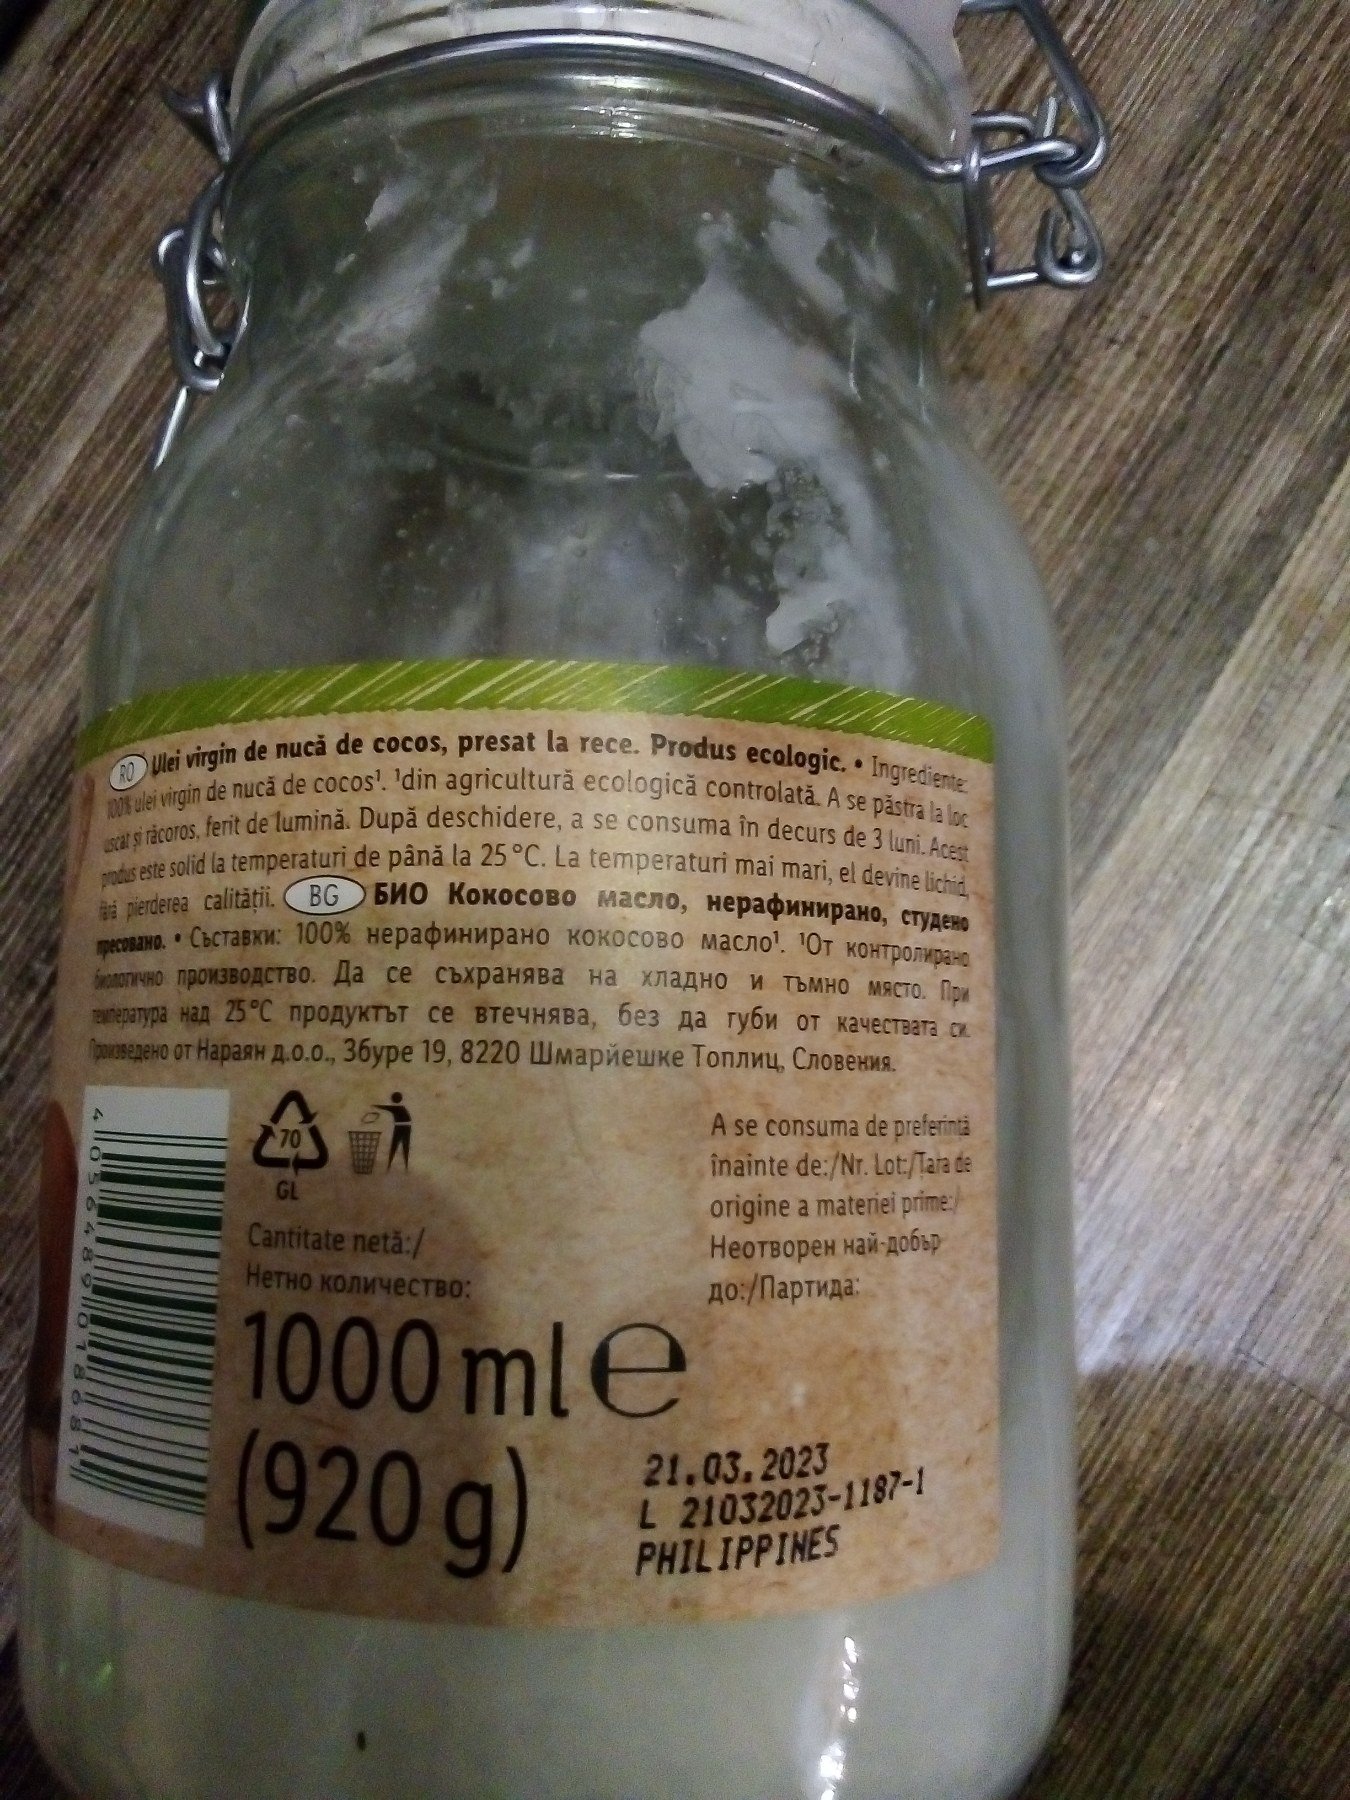 RO Ulei virgin de nucă de cocos, presat la rece. Produs ecologic. • Ingrediente:
100% ulei virgin de nucă de cocos¹. ¹din agricultură ecologică controlată. A se păstra la loc
uscat și răcoros, ferit de lumină. După deschidere, a se consuma în decurs de 3 luni. Acest
produs este solid la temperaturi de până la 25°C. La temperaturi mai mari, el devine lichid,
fără pierderea calității. BG БИО Кокосово масло, нерафинирано, студено
пресовано. • Съставки: 100% нерафинирано кокосово масло¹. ¹От контролирано
биологично производство. Да се съхранява на хладно и тъмно място. При
температура над 25°C продуктът се втечнява, без да губи от качествата си.
Произведено от Нараян д.о.о., Збуре 19, 8220 Шмарйешке Топлиц, Словения.
4 056489 018681
70
GL
Cantitate netă:/
Нетно количество:
1000 ml e
(920 g)
A se consuma de preferință
înainte de:/Nr. Lot:/Țara de
origine a materiei prime:/
Неотворен най-добър
до:/Партида:
21.03.2023
L 21032023-1187-1
PHILIPPINES